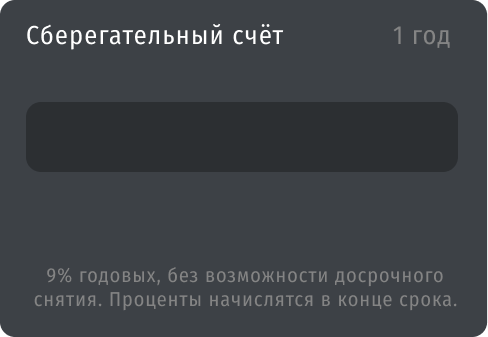 Сберегательный счёт 1 год
9% годовых, без возможности досрочного
снятия. Проценты начислятся в конце срока.